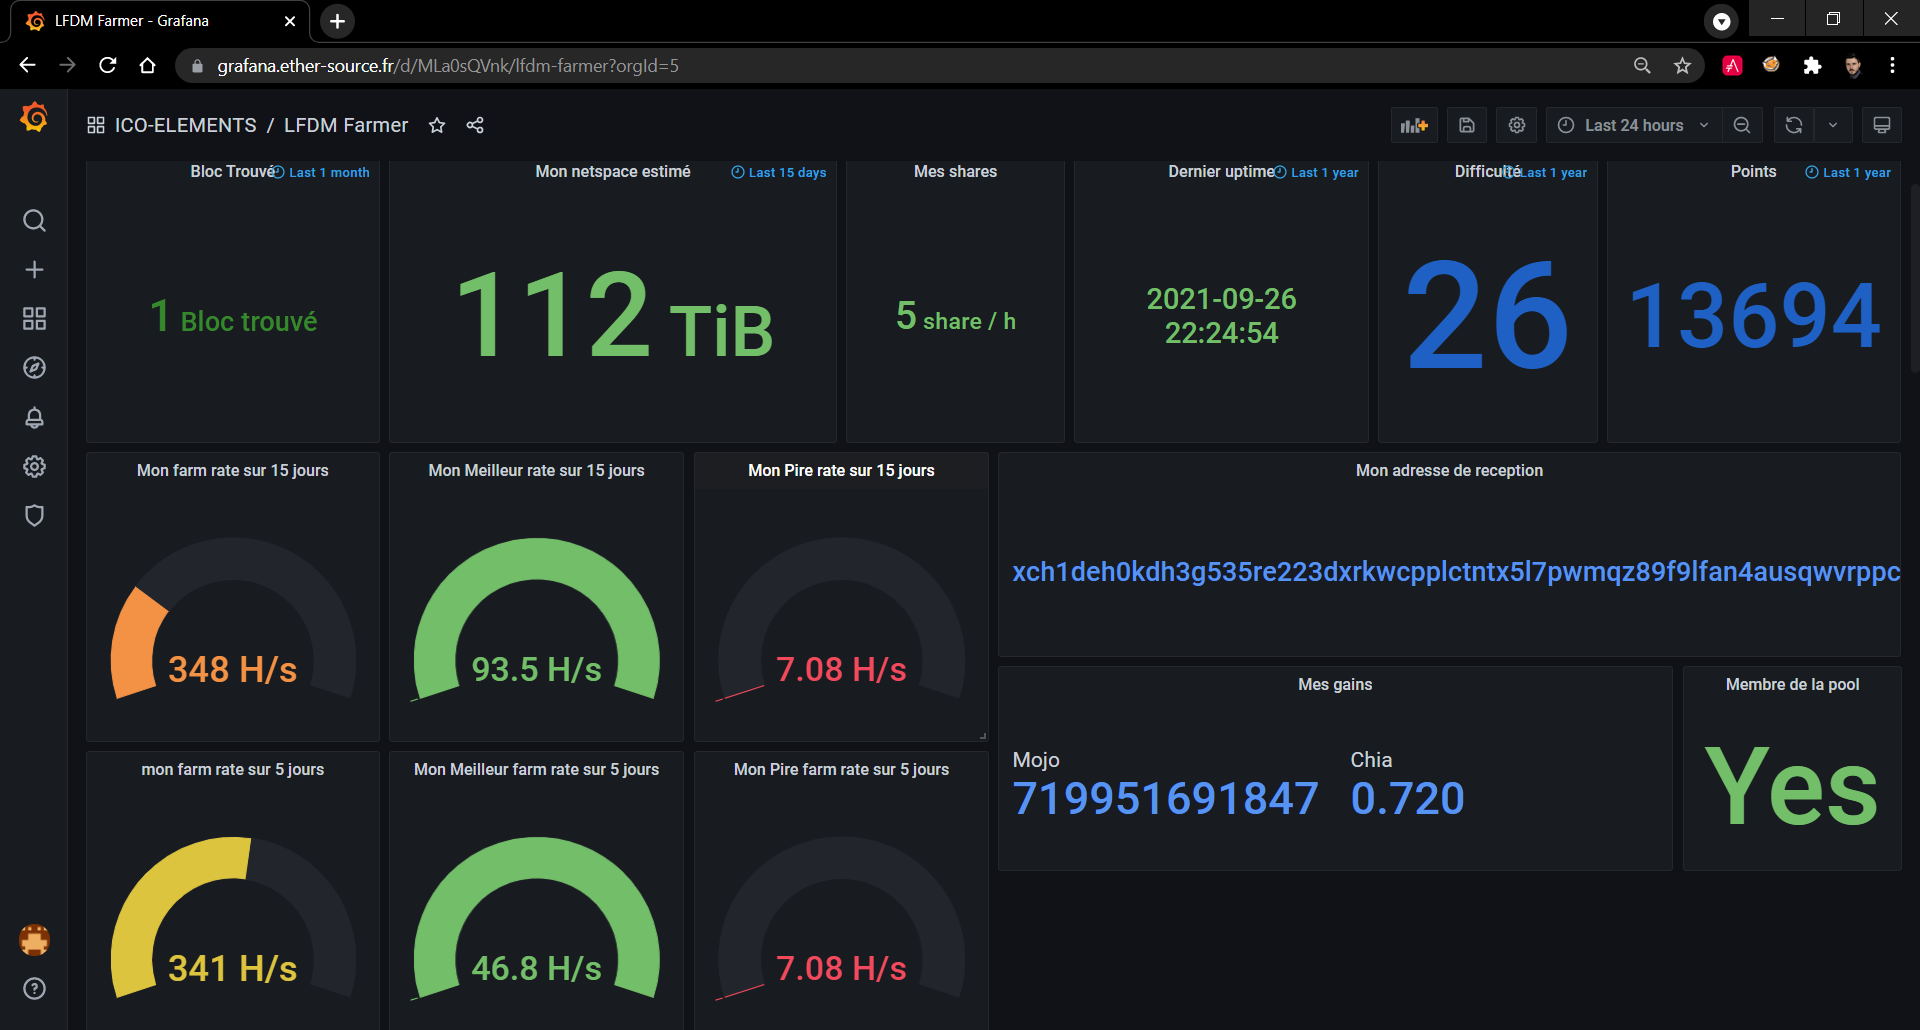 LFDM Farmer - Grafana
grafana.ether-source.fr/d/MLa0sQVnk/lfdm-farmer?orgId=5
ICO-ELEMENTS / LFDM Farmer
Last 24 hours
Bloc Trouvé Last 1 month
1 Bloc trouvé
Mon netspace estimé Last 15 days
112 TiB
Mes shares
5 share / h
Dernier uptime Last 1 year
2021-09-26
22:24:54
Difficulté Last 1 year
26
Points Last 1 year
13694
Mon farm rate sur 15 jours
348 H/s
Mon Meilleur rate sur 15 jours
93.5 H/s
Mon Pire rate sur 15 jours
7.08 H/s
Mon adresse de reception
xch1deh0kdh3g535re223dxrkwcpplctntx5l7pwmqz89f9lfan4ausqwvrppc
Mes gains
Mojo
719951691847
Chia
0.720
Membre de la pool
Yes
mon farm rate sur 5 jours
341 H/s
Mon Meilleur farm rate sur 5 jours
46.8 H/s
Mon Pire farm rate sur 5 jours
7.08 H/s